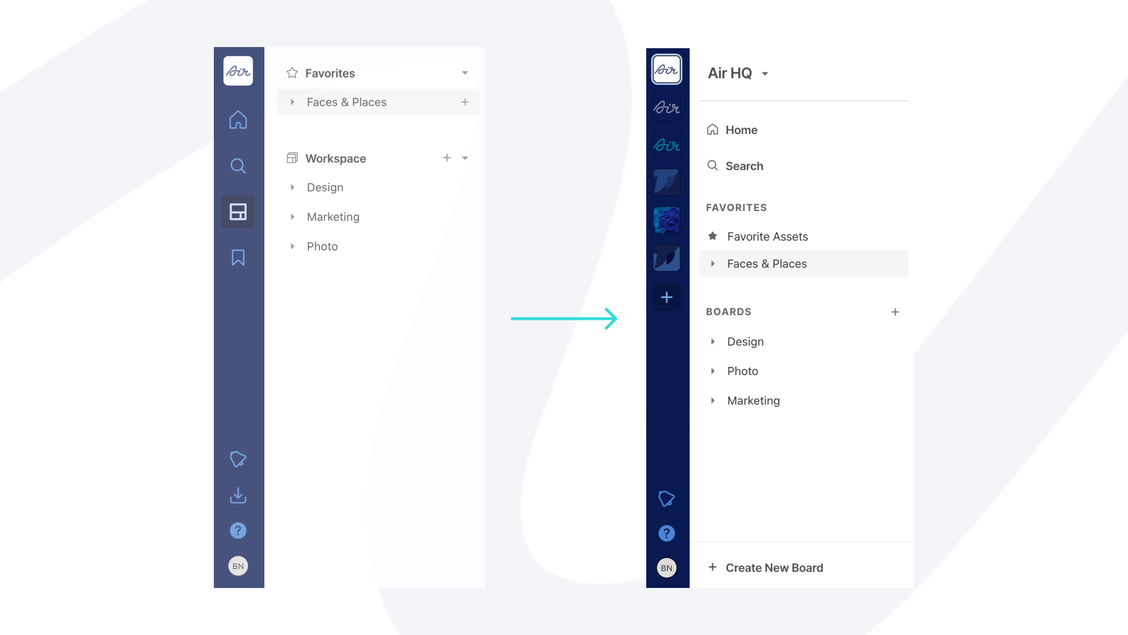 Air
Favorites
Faces & Places
Workspace
Design
Marketing
Photo
?
BN
Air
Air
Air
Air HQ
Home
Search
FAVORITES
Favorite Assets
Faces & Places
BOARDS
Design
Photo
Marketing
?
BN
Create New Board